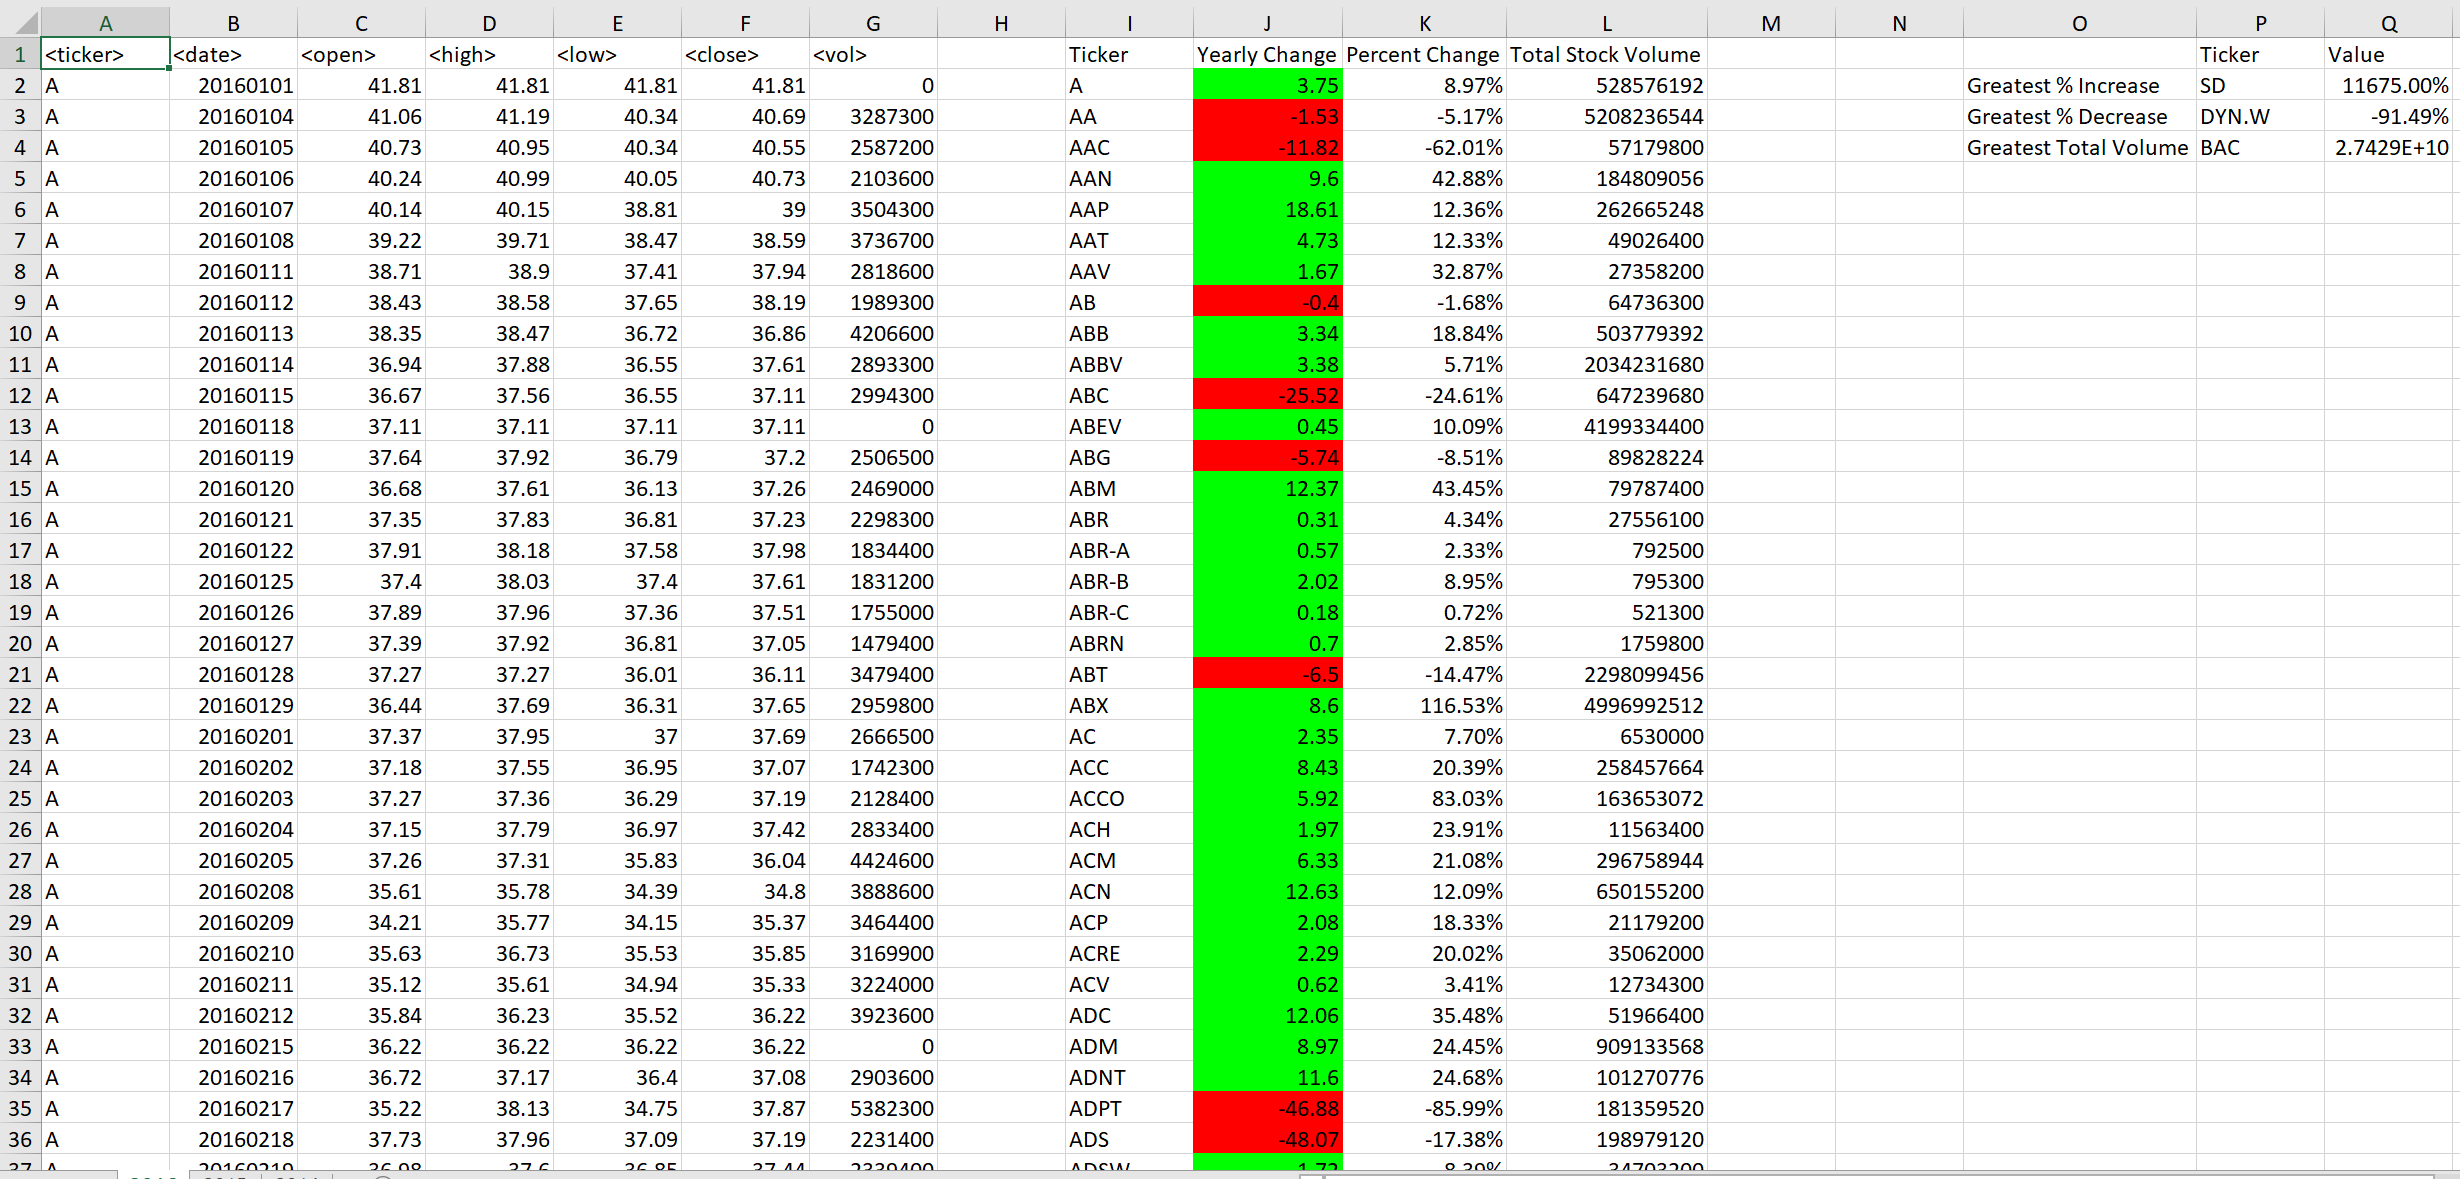 A B C D E F G H I J K L M N O P Q
1 <ticker> <date> <open> <high> <low> <close> <vol> Ticker Yearly Change Percent Change Total Stock Volume Ticker Value
2 A 20160101 41.81 41.81 41.81 41.81 0 A 3.75 8.97% 528576192 Greatest % Increase SD 11675.00%
3 A 20160104 41.06 41.19 40.34 40.69 3287300 AA -1.53 -5.17% 5208236544 Greatest % Decrease DYN.W -91.49%
4 A 20160105 40.73 40.95 40.34 40.55 2587200 AAC -11.82 -62.01% 57179800 Greatest Total Volume BAC 2.7429E+10
5 A 20160106 40.24 40.99 40.05 40.73 2103600 AAN 9.6 42.88% 184809056
6 A 20160107 40.14 40.15 38.81 39 3504300 AAP 18.61 12.36% 262665248
7 A 20160108 39.22 39.71 38.47 38.59 3736700 AAT 4.73 12.33% 49026400
8 A 20160111 38.71 38.9 37.41 37.94 2818600 AAV 1.67 32.87% 27358200
9 A 20160112 38.43 38.58 37.65 38.19 1989300 AB -0.4 -1.68% 64736300
10 A 20160113 38.35 38.47 36.72 36.86 4206600 ABB 3.34 18.84% 503779392
11 A 20160114 36.94 37.88 36.55 37.61 2893300 ABBV 3.38 5.71% 2034231680
12 A 20160115 36.67 37.56 36.55 37.11 2994300 ABC -25.52 -24.61% 647239680
13 A 20160118 37.11 37.11 37.11 37.11 0 ABEV 0.45 10.09% 4199334400
14 A 20160119 37.64 37.92 36.79 37.2 2506500 ABG -5.74 -8.51% 89828224
15 A 20160120 36.68 37.61 36.13 37.26 2469000 ABM 12.37 43.45% 79787400
16 A 20160121 37.35 37.83 36.81 37.23 2298300 ABR 0.31 4.34% 27556100
17 A 20160122 37.91 38.18 37.58 37.98 1834400 ABR-A 0.57 2.33% 792500
18 A 20160125 37.4 38.03 37.4 37.61 1831200 ABR-B 2.02 8.95% 795300
19 A 20160126 37.89 37.96 37.36 37.51 1755000 ABR-C 0.18 0.72% 521300
20 A 20160127 37.39 37.92 36.81 37.05 1479400 ABRN 0.7 2.85% 1759800
21 A 20160128 37.27 37.27 36.01 36.11 3479400 ABT -6.5 -14.47% 2298099456
22 A 20160129 36.44 37.69 36.31 37.65 2959800 ABX 8.6 116.53% 4996992512
23 A 20160201 37.37 37.95 37 37.69 2666500 AC 2.35 7.70% 6530000
24 A 20160202 37.18 37.55 36.95 37.07 1742300 ACC 8.43 20.39% 258457664
25 A 20160203 37.27 37.36 36.29 37.19 2128400 ACCO 5.92 83.03% 163653072
26 A 20160204 37.15 37.79 36.97 37.42 2833400 ACH 1.97 23.91% 11563400
27 A 20160205 37.26 37.31 35.83 36.04 4424600 ACM 6.33 21.08% 296758944
28 A 20160208 35.61 35.78 34.39 34.8 3888600 ACN 12.63 12.09% 650155200
29 A 20160209 34.21 35.77 34.15 35.37 3464400 ACP 2.08 18.33% 21179200
30 A 20160210 35.63 36.73 35.53 35.85 3169900 ACRE 2.29 20.02% 35062000
31 A 20160211 35.12 35.61 34.94 35.33 3224000 ACV 0.62 3.41% 12734300
32 A 20160212 35.84 36.23 35.52 36.22 3923600 ADC 12.06 35.48% 51966400
33 A 20160215 36.22 36.22 36.22 36.22 0 ADM 8.97 24.45% 909133568
34 A 20160216 36.72 37.17 36.4 37.08 2903600 ADNT 11.6 24.68% 101270776
35 A 20160217 35.22 38.13 34.75 37.87 5382300 ADPT -46.88 -85.99% 181359520
36 A 20160218 37.73 37.96 37.09 37.19 2231400 ADS -48.07 -17.38% 198979120